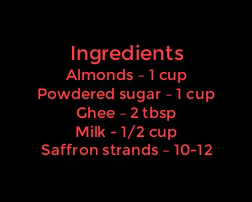 Ingredients
Almonds – 1 cup
Powdered sugar – 1 cup
Ghee – 2 tbsp
Milk - 1/2 cup
Saffron strands – 10-12